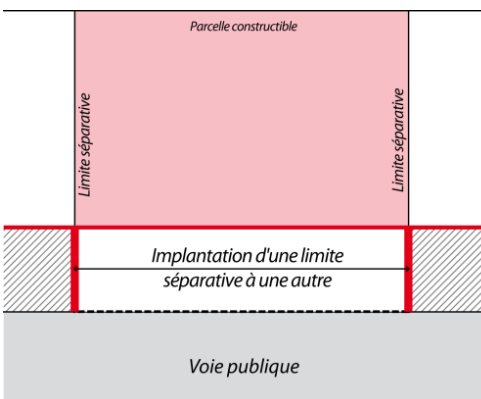 Parcelle constructible
Limite séparative
Limite séparative
Implantation d'une limite
séparative à une autre
Voie publique